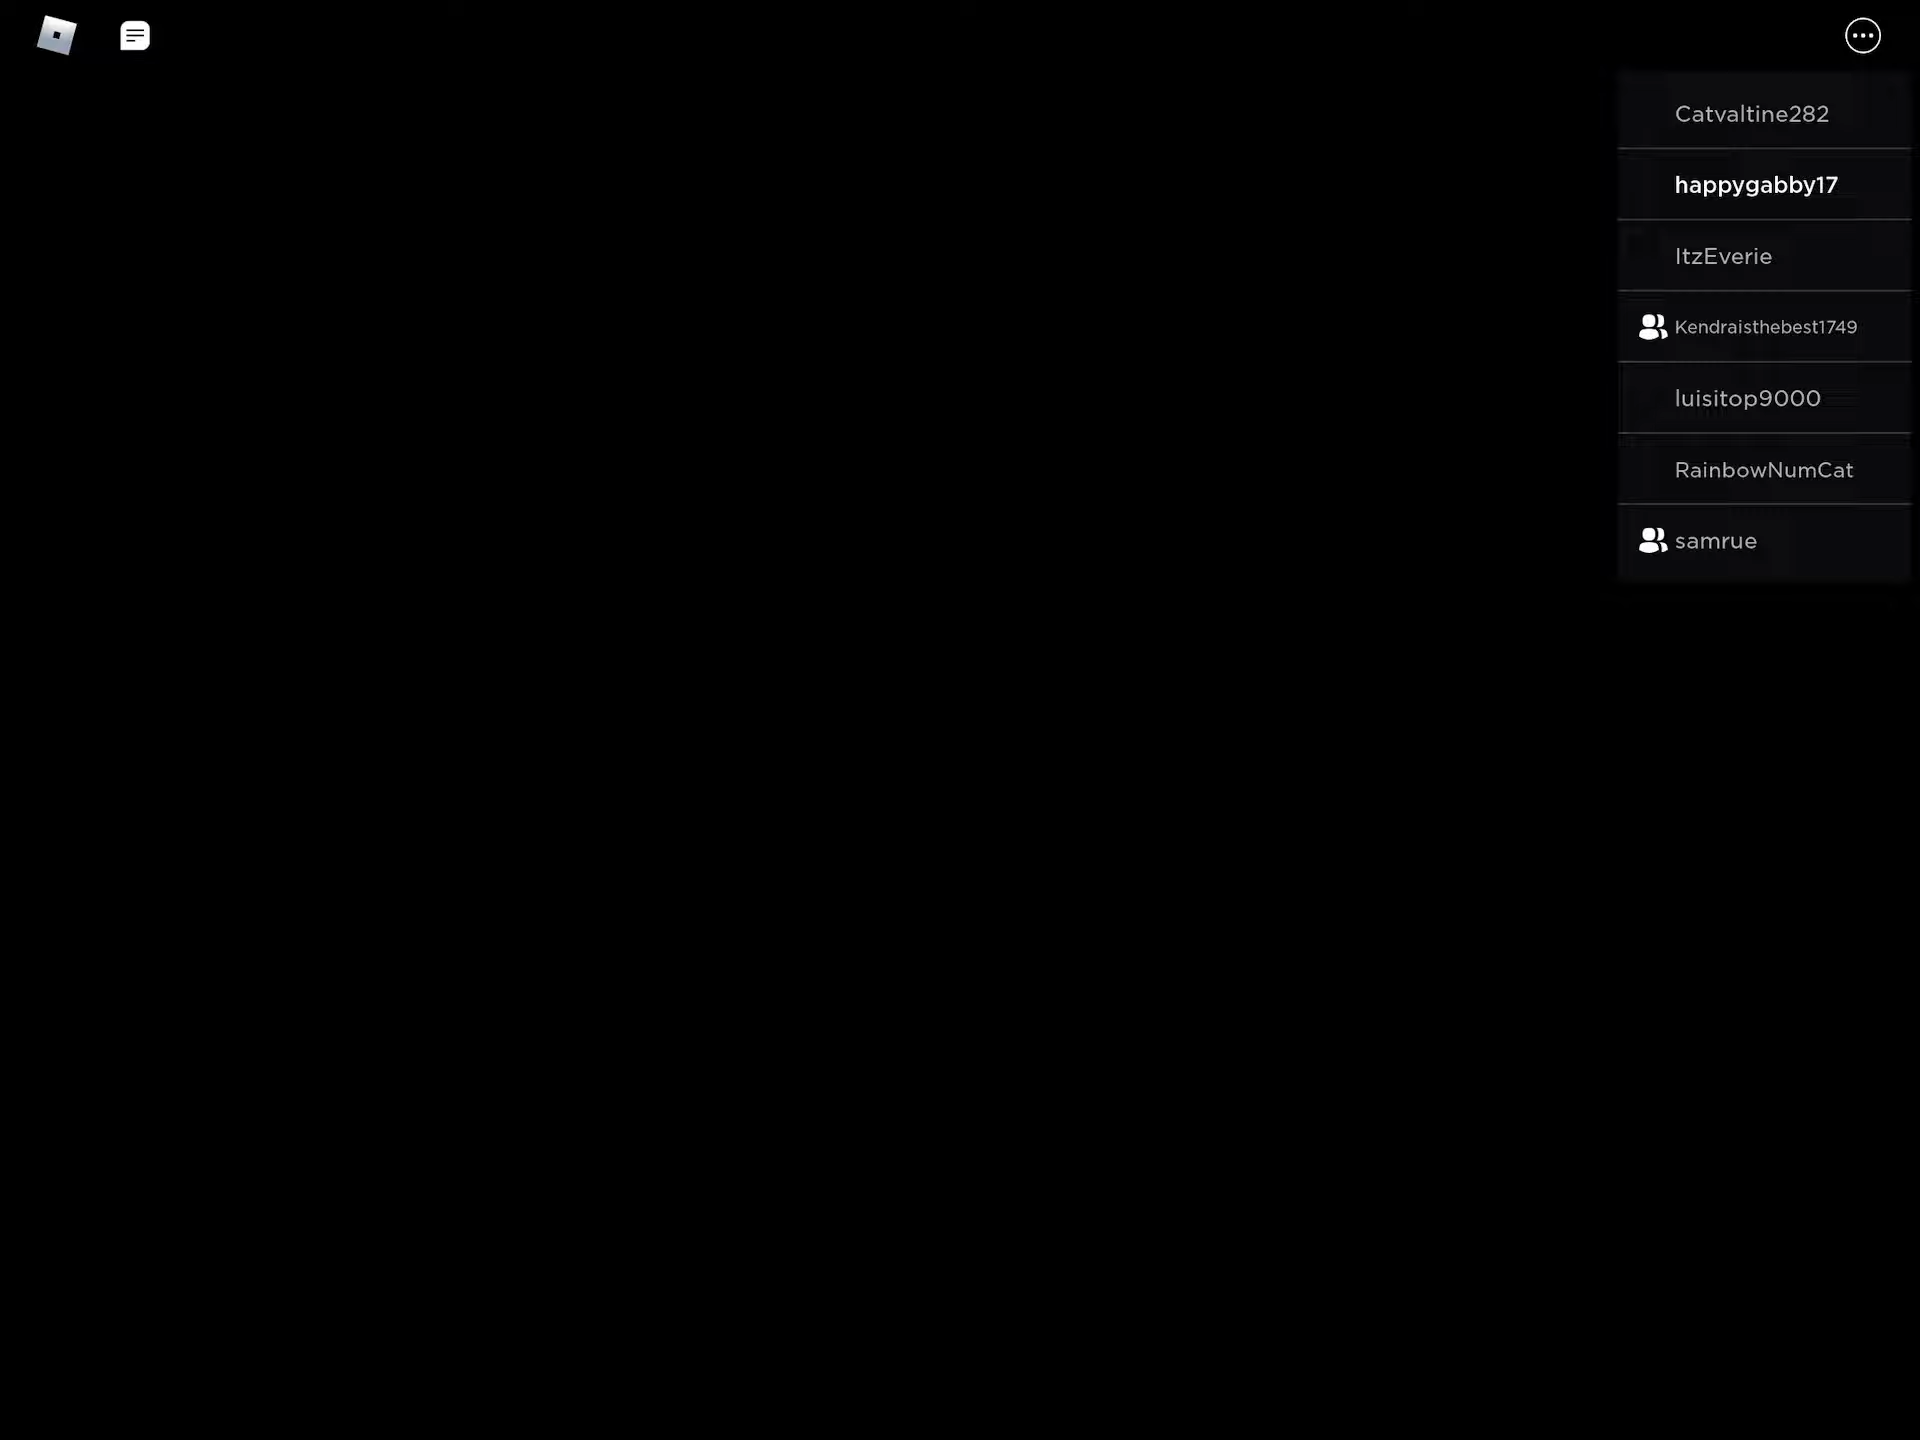 Catvaltine282
happygabby17
ItzEverie
Kendraisthebest1749
luisitop9000
RainbowNumCat
samrue